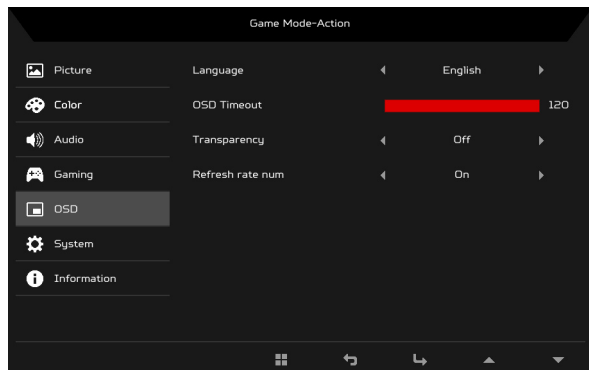 Game Mode-Action
Picture
Color
Audio
Gaming
OSD
System
Information
Language English
OSD Timeout 120
Transparency Off
Refresh rate num On